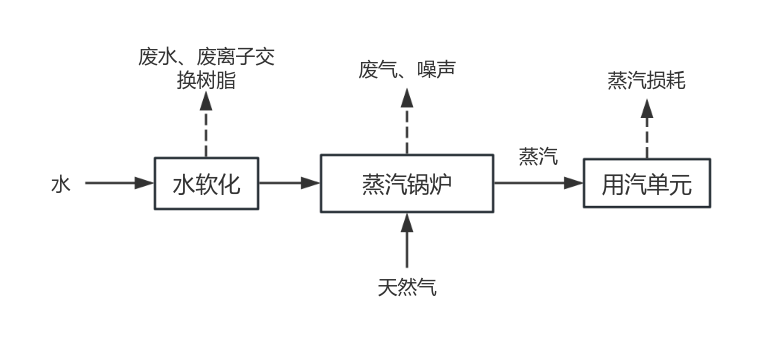 废水、废离子交
换树脂
废气、噪声
蒸汽损耗
水
水软化
蒸汽锅炉
蒸汽
用汽单元
天然气